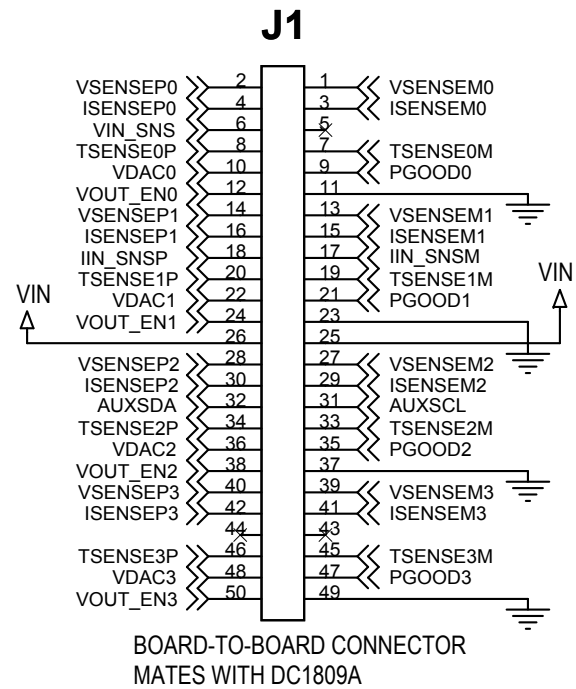 J1
VSENSEP0 2 1 VSENSEM0
ISENSEP0 4 3 ISENSEM0
VIN_SNS 6 5
TSENSE0P 8 7 TSENSE0M
VDAC0 10 9 PGOOD0
VOUT_EN0 12 11
VSENSEP1 14 13 VSENSEM1
ISENSEP1 16 15 ISENSEM1
IIN_SNSP 18 17 IIN_SNSM
TSENSE1P 20 19 TSENSE1M
VIN VDAC1 22 21 PGOOD1 VIN
VOUT_EN1 24 23
26 25
VSENSEP2 28 27 VSENSEM2
ISENSEP2 30 29 ISENSEM2
AUXSDA 32 31 AUXSCL
TSENSE2P 34 33 TSENSE2M
VDAC2 36 35 PGOOD2
VOUT_EN2 38 37
VSENSEP3 40 39 VSENSEM3
ISENSEP3 42 41 ISENSEM3
44 43
TSENSE3P 46 45 TSENSE3M
VDAC3 48 47 PGOOD3
VOUT_EN3 50 49
BOARD-TO-BOARD CONNECTOR
MATES WITH DC1809A